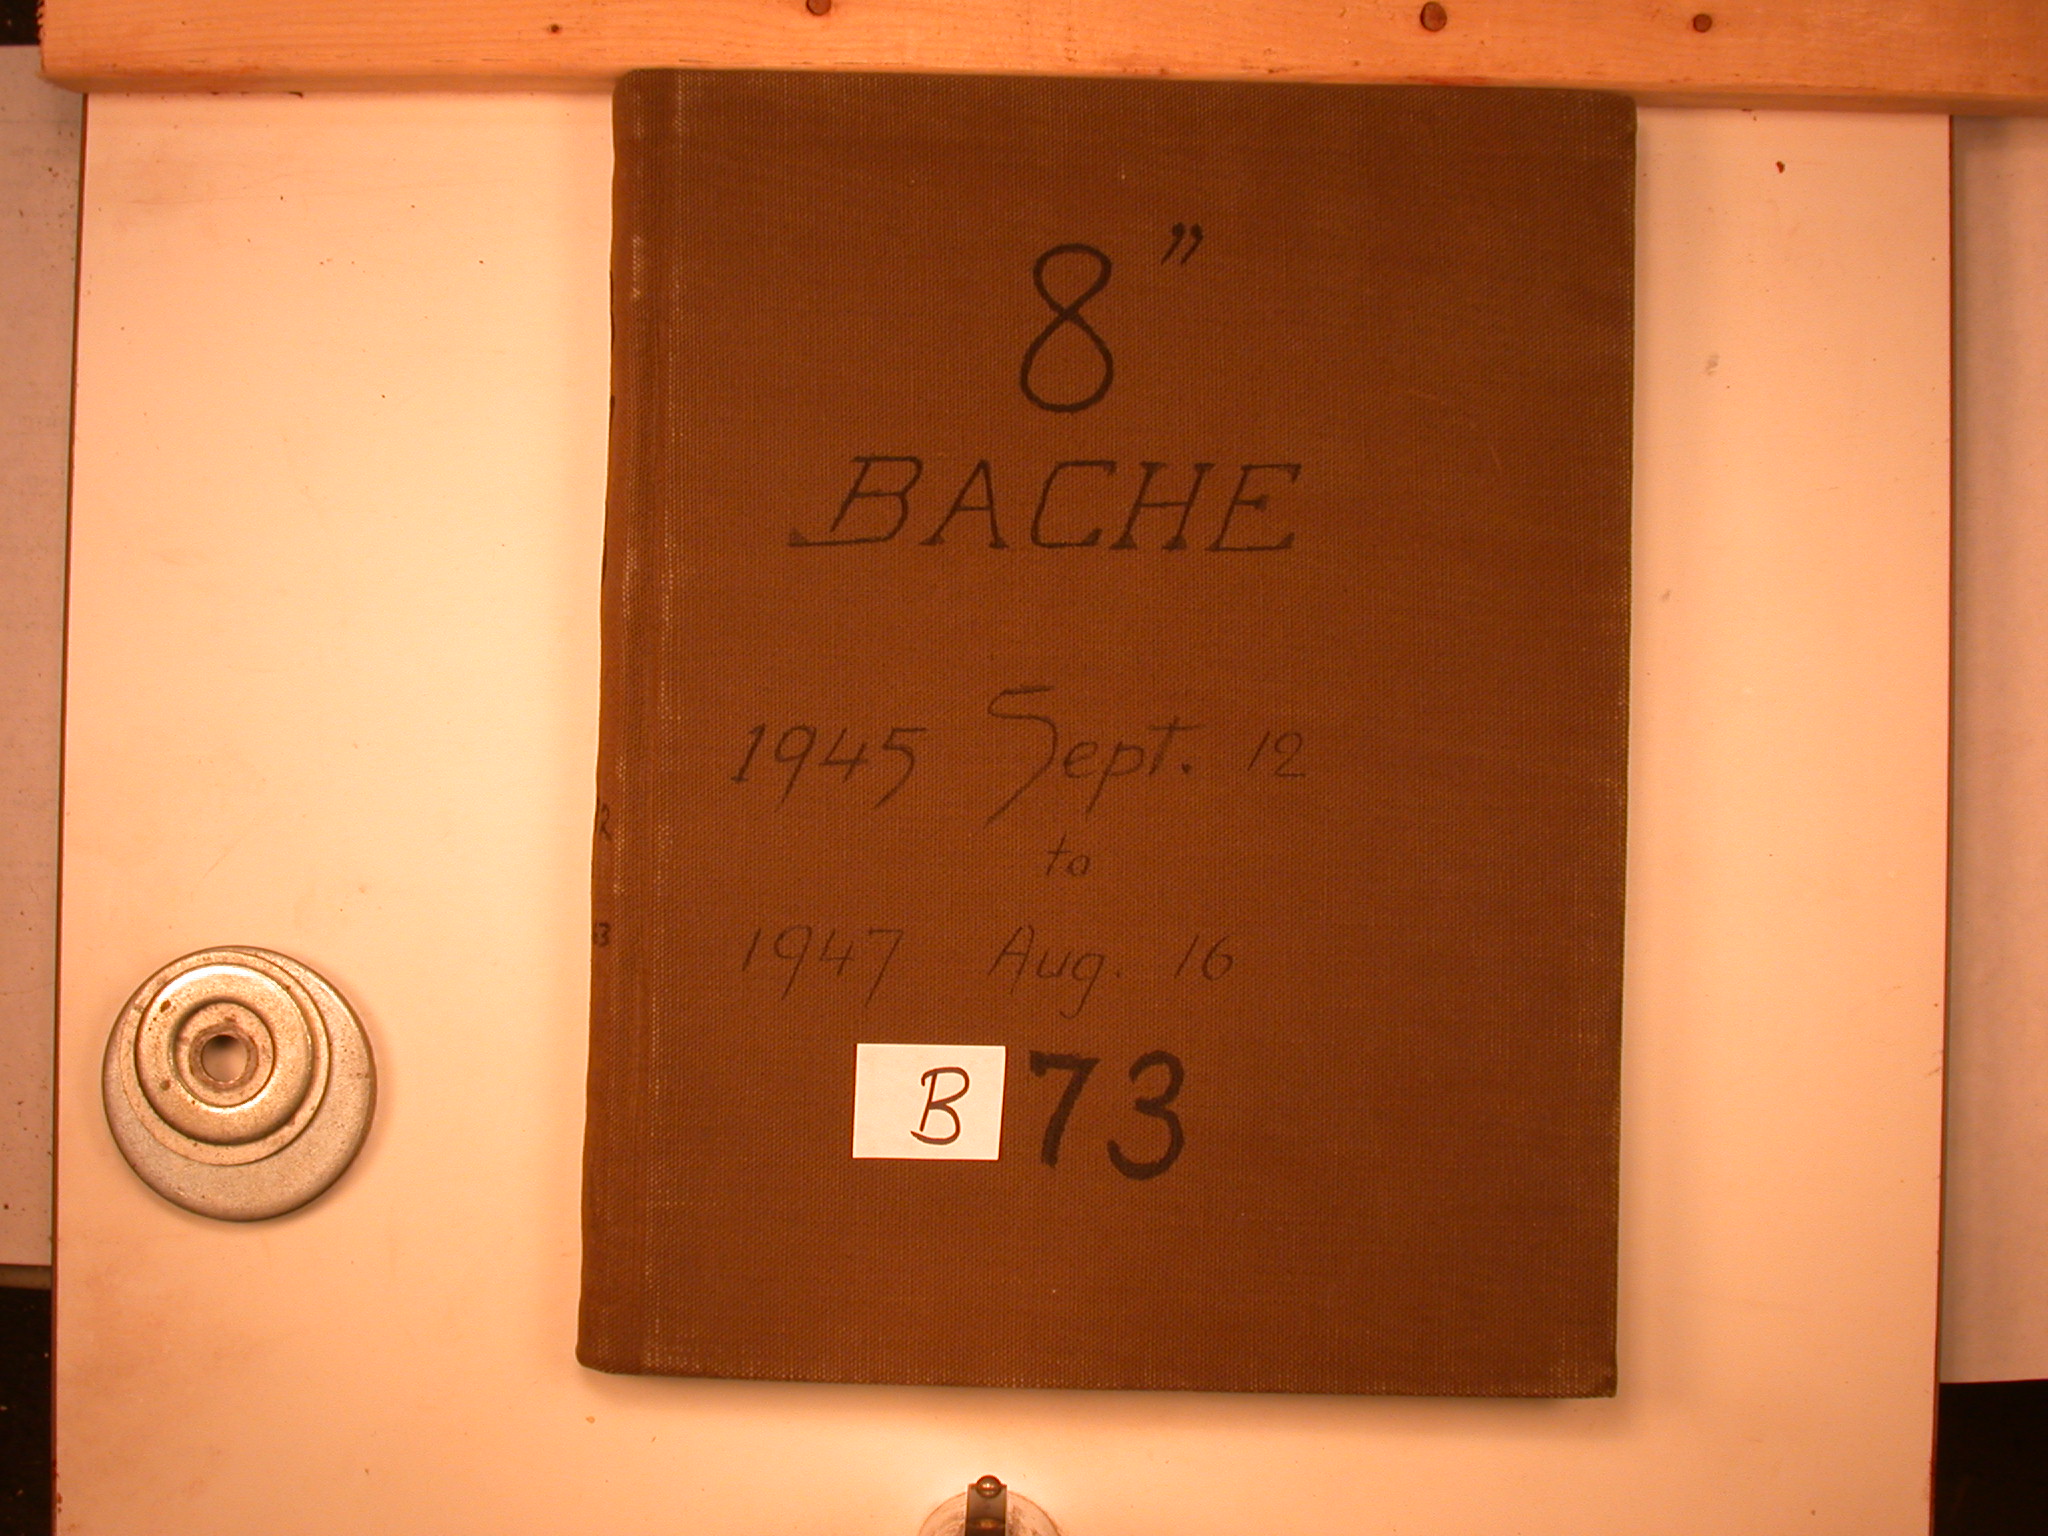 8"
BACHE
1945 Sept. 12
to
1947 Aug. 16
B 73